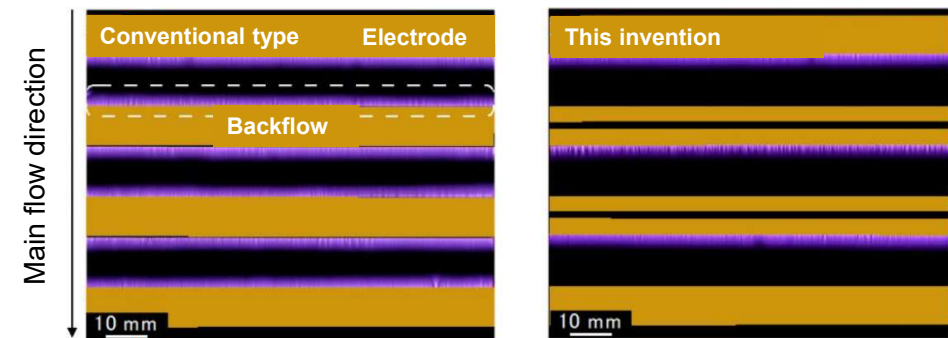 Main flow direction
Conventional type
Electrode
Backflow
10 mm
This invention
10 mm